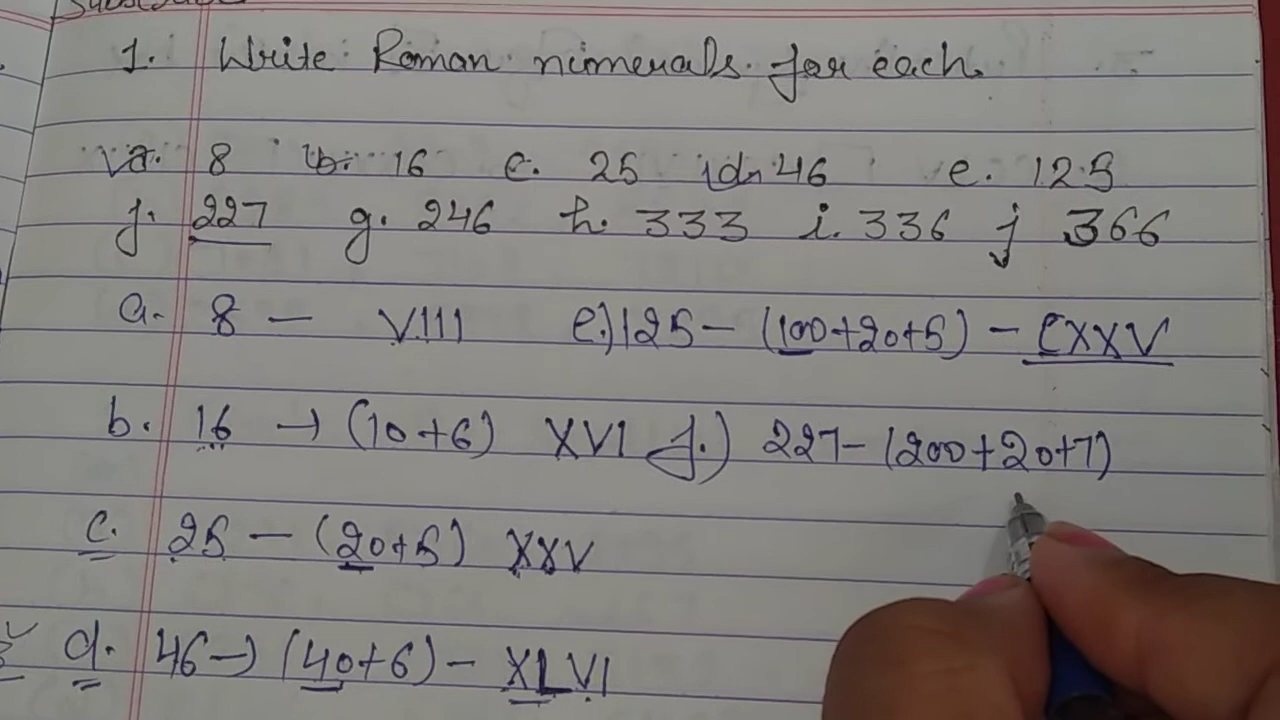 1. Write Roman numerals for each.
a. 8 b. 16 c. 25 d. 46 e. 125
f. 227 g. 246 h. 333 i. 336 j 366
a. 8 — VIII e.) 125 — (100+20+5) — CXXV
b. 16 → (10+6) XVI f.) 227 — (200+20+7)
c. 25 — (20+5) XXV
d. 46 → (40+6) — XLVI